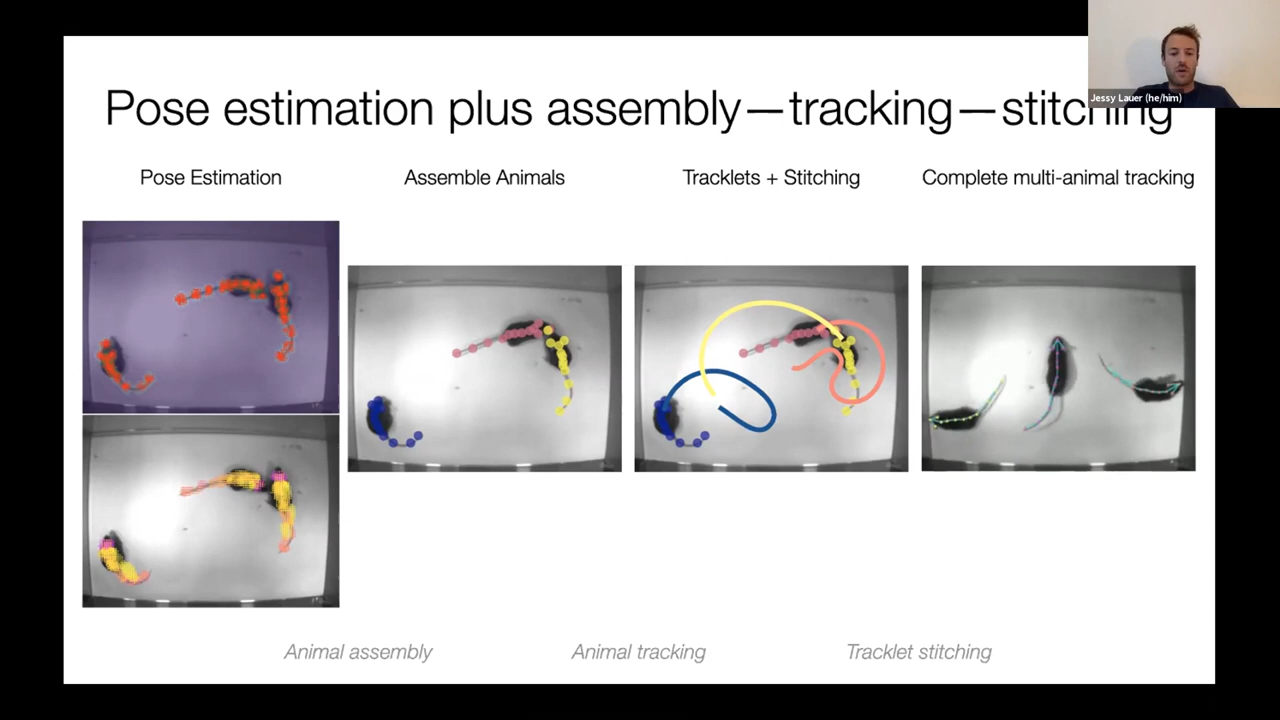 Jessy Lauer (he/him)
Pose estimation plus assembly—tracking—stitching
Pose Estimation
Assemble Animals
Tracklets + Stitching
Complete multi-animal tracking
Animal assembly
Animal tracking
Tracklet stitching